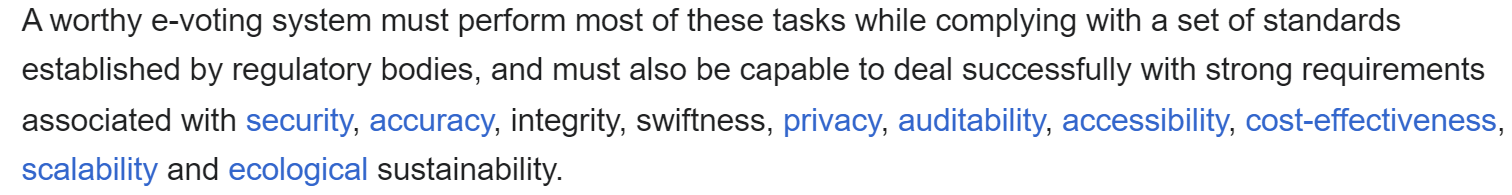 A worthy e-voting system must perform most of these tasks while complying with a set of standards
established by regulatory bodies, and must also be capable to deal successfully with strong requirements
associated with security, accuracy, integrity, swiftness, privacy, auditability, accessibility, cost-effectiveness,
scalability and ecological sustainability.